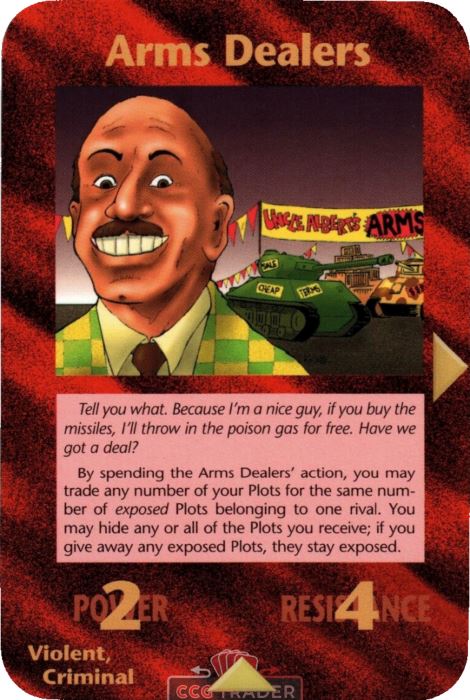 Arms Dealers
UNCLE ALBERT'S ARMS
SALE
CHEAP
TERMS
Tell you what. Because I'm a nice guy, if you buy the
missiles, I'll throw in the poison gas for free. Have we
got a deal?
By spending the Arms Dealers' action, you may
trade any number of your Plots for the same num-
ber of exposed Plots belonging to one rival. You
may hide any or all of the Plots you receive; if you
give away any exposed Plots, they stay exposed.
POWER 2
RESISTANCE 4
Violent,
Criminal
CCG TRADER